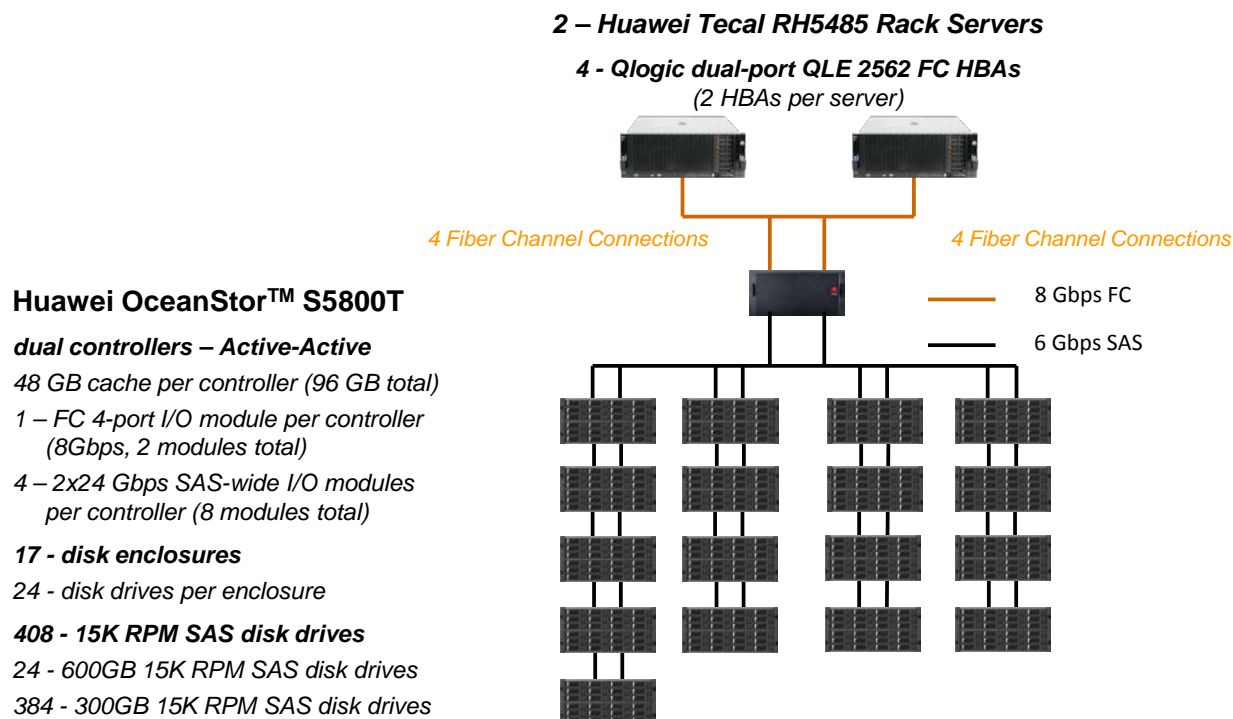 2 – Huawei Tecal RH5485 Rack Servers
4 - Qlogic dual-port QLE 2562 FC HBAs
(2 HBAs per server)
4 Fiber Channel Connections
4 Fiber Channel Connections
8 Gbps FC
6 Gbps SAS
Huawei OceanStor™ S5800T
dual controllers – Active-Active
48 GB cache per controller (96 GB total)
1 – FC 4-port I/O module per controller
(8Gbps, 2 modules total)
4 – 2x24 Gbps SAS-wide I/O modules
per controller (8 modules total)
17 - disk enclosures
24 - disk drives per enclosure
408 - 15K RPM SAS disk drives
24 - 600GB 15K RPM SAS disk drives
384 - 300GB 15K RPM SAS disk drives